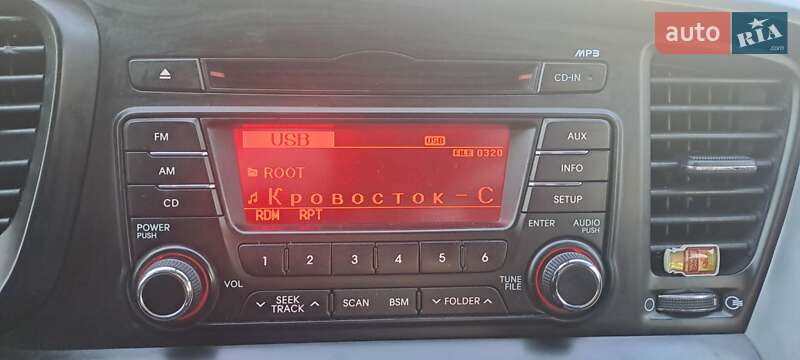 auto RIA .com
MP3
CD-IN
FM
AM
CD
USB
USB
FILE 0320
ROOT
Кровосток-С
RDM RPT
AUX
INFO
SETUP
POWER
PUSH
VOL
ENTER
AUDIO
PUSH
TUNE
FILE
1 2 3 4 5 6
SEEK
TRACK
SCAN
BSM
FOLDER
0